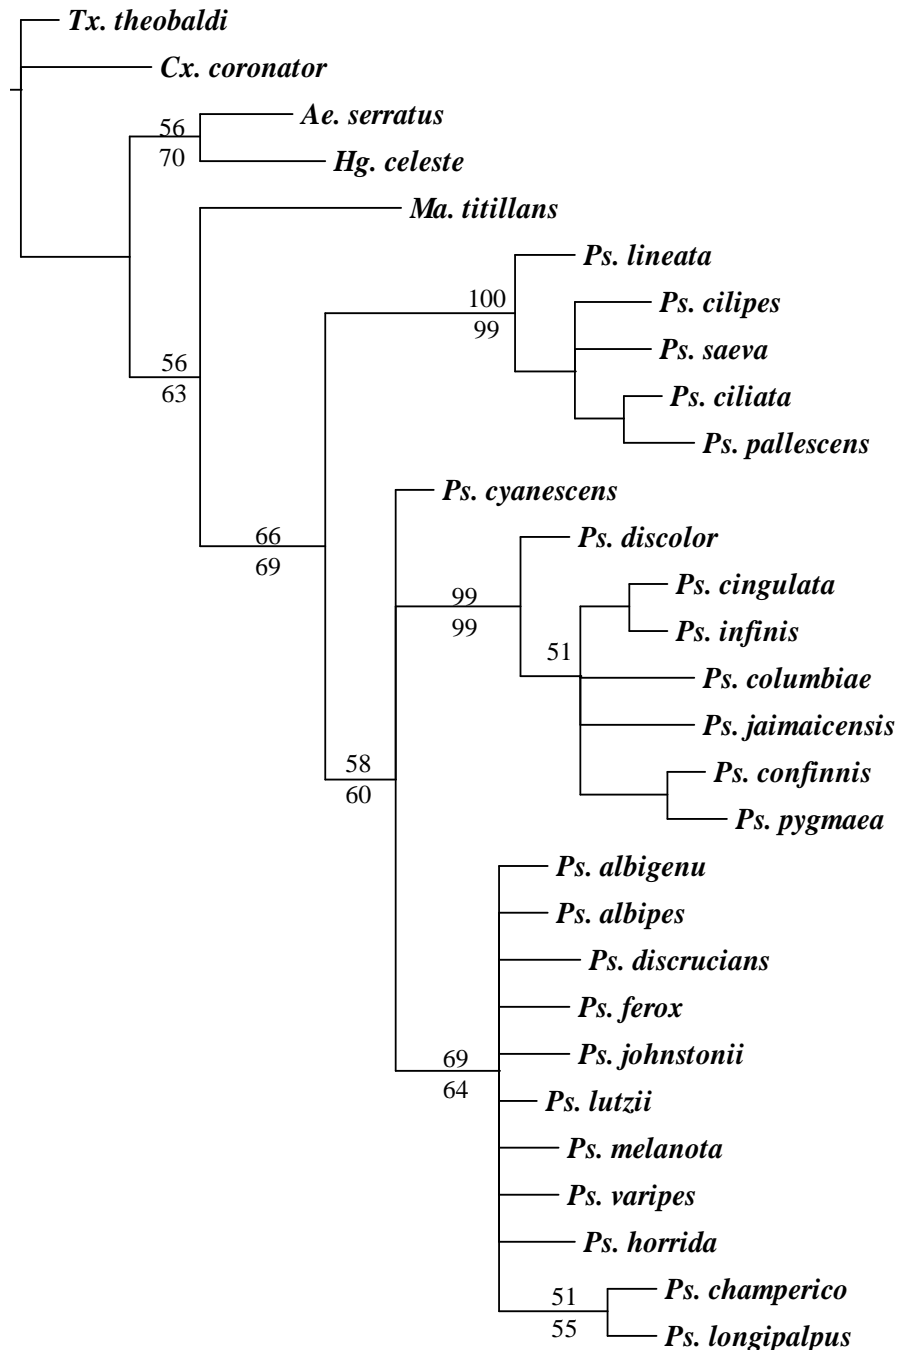 Tx. theobaldi
Cx. coronator
Ae. serratus
56
70
Hg. celeste
Ma. titillans
Ps. lineata
100
99
Ps. cilipes
Ps. saeva
56
63
Ps. ciliata
Ps. pallescens
Ps. cyanescens
66
69
Ps. discolor
99
99
Ps. cingulata
Ps. infinis
51
Ps. columbiae
Ps. jaimaicensis
58
60
Ps. confinnis
Ps. pygmaea
Ps. albigenu
Ps. albipes
Ps. discrucians
Ps. ferox
Ps. johnstonii
69
64
Ps. lutzii
Ps. melanota
Ps. varipes
Ps. horrida
51
55
Ps. champerico
Ps. longipalpus